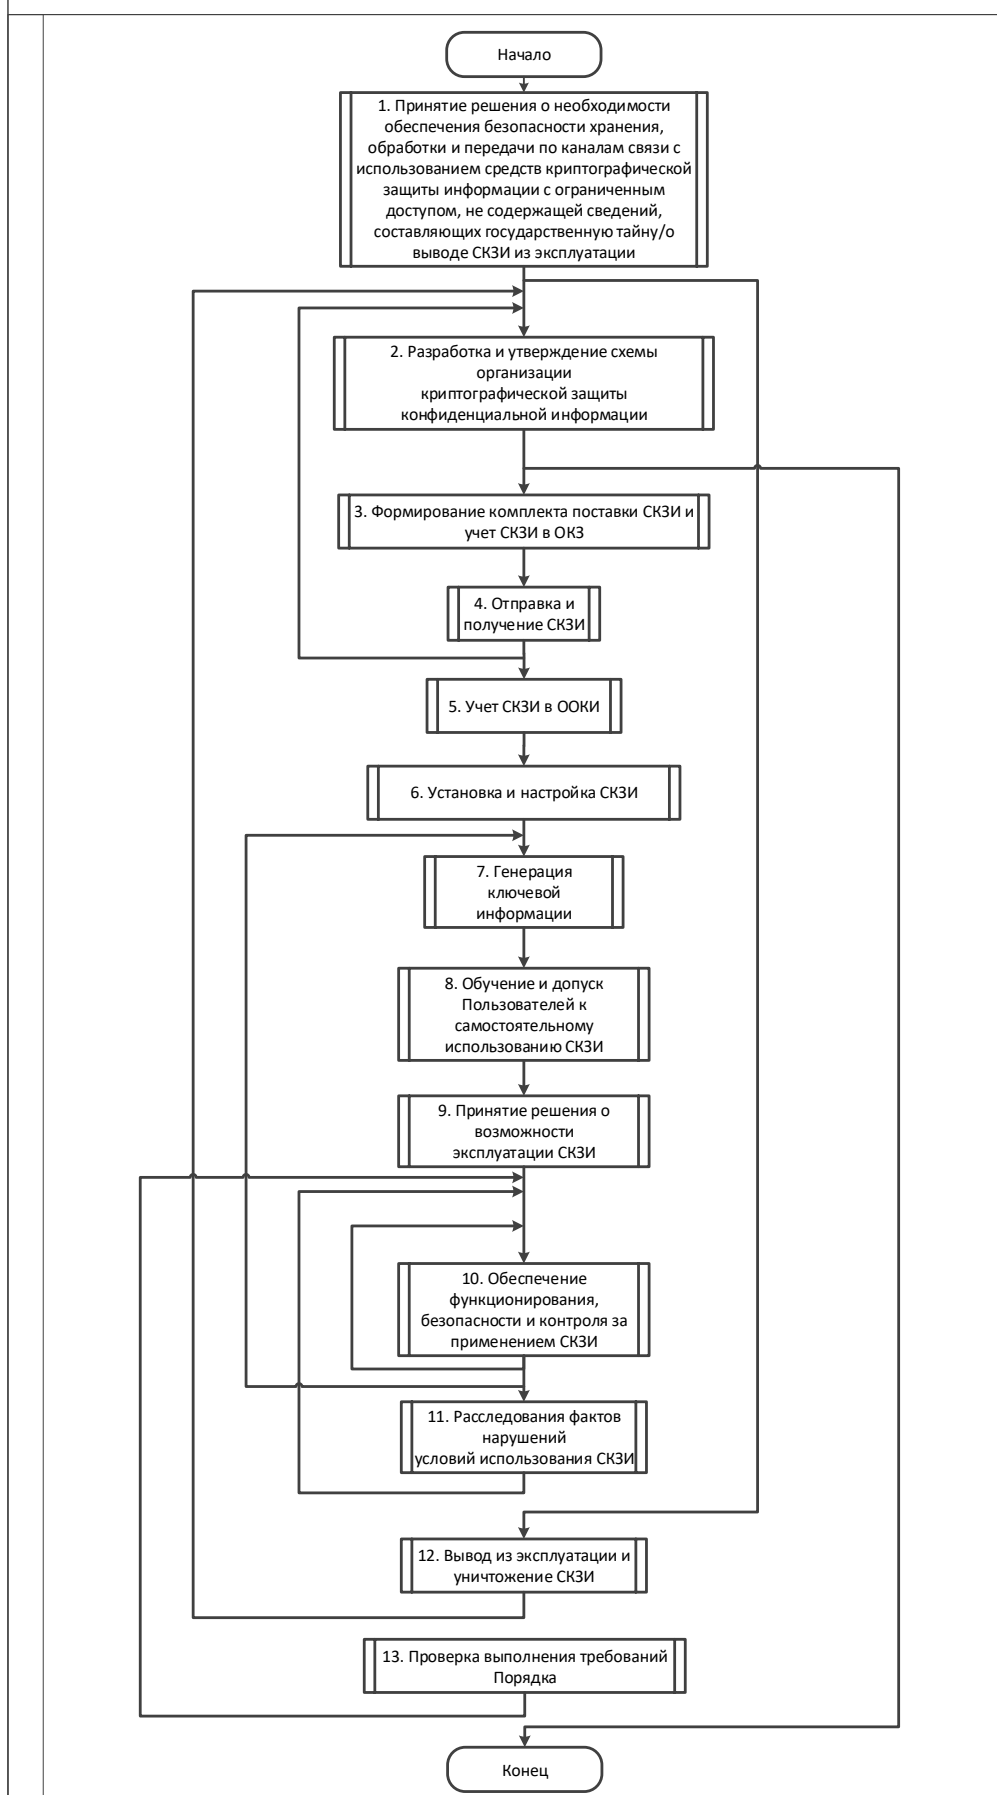 Начало
1. Принятие решения о необходимости
обеспечения безопасности хранения,
обработки и передачи по каналам связи с
использованием средств криптографической
защиты информации с ограниченным
доступом, не содержащей сведений,
составляющих государственную тайну/о
выводе СКЗИ из эксплуатации
2. Разработка и утверждение схемы
организации
криптографической защиты
конфиденциальной информации
3. Формирование комплекта поставки СКЗИ и
учет СКЗИ в ОКЗ
4. Отправка и
получение СКЗИ
5. Учет СКЗИ в ООКИ
6. Установка и настройка СКЗИ
7. Генерация
ключевой
информации
8. Обучение и допуск
Пользователей к
самостоятельному
использованию СКЗИ
9. Принятие решения о
возможности
эксплуатации СКЗИ
10. Обеспечение
функционирования,
безопасности и контроля за
применением СКЗИ
11. Расследования фактов
нарушений
условий использования СКЗИ
12. Вывод из эксплуатации и
уничтожение СКЗИ
13. Проверка выполнения требований
Порядка
Конец